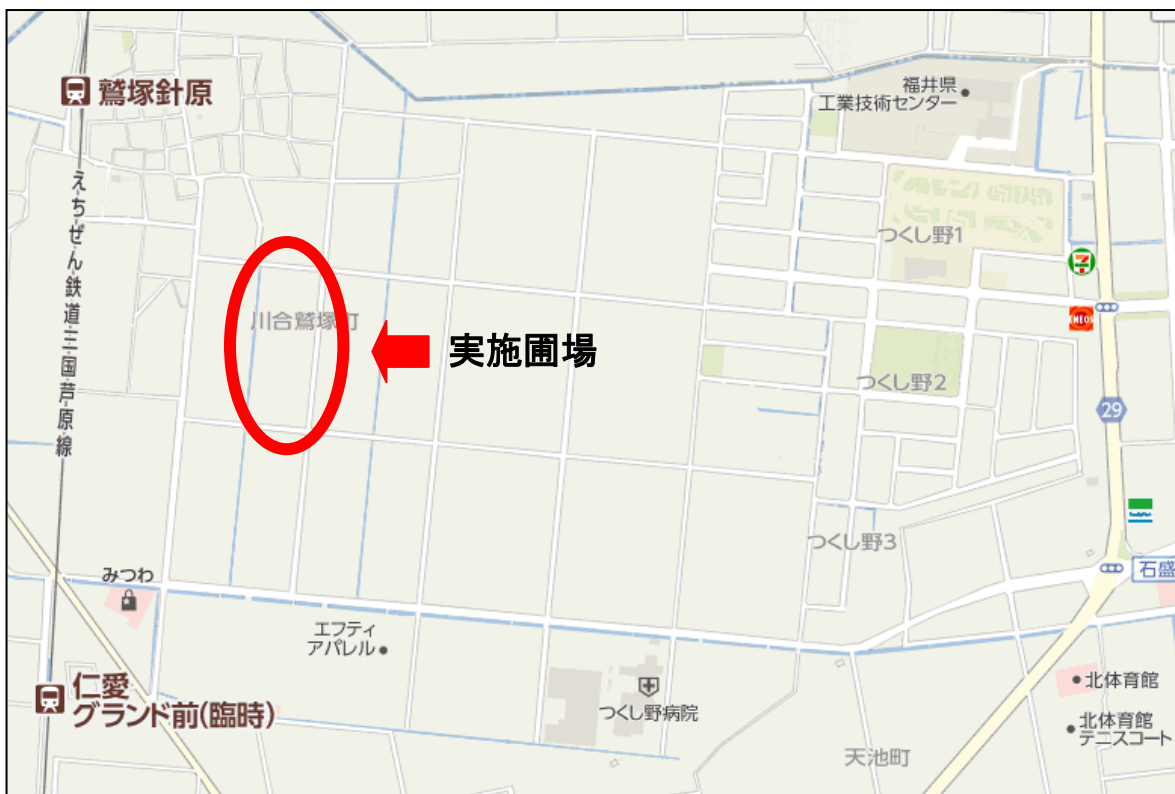 鷲塚針原
福井県
工業技術センター
えちぜん鉄道三国芦原線
つくし野1
川合鷲塚町
実施圃場
ENEOS
つくし野2
29
FamilyMart
つくし野3
石盛
みつわ
エフティ
アパレル
仁愛
グランド前(臨時)
つくし野病院
北体育館
北体育館
テニスコート
天池町